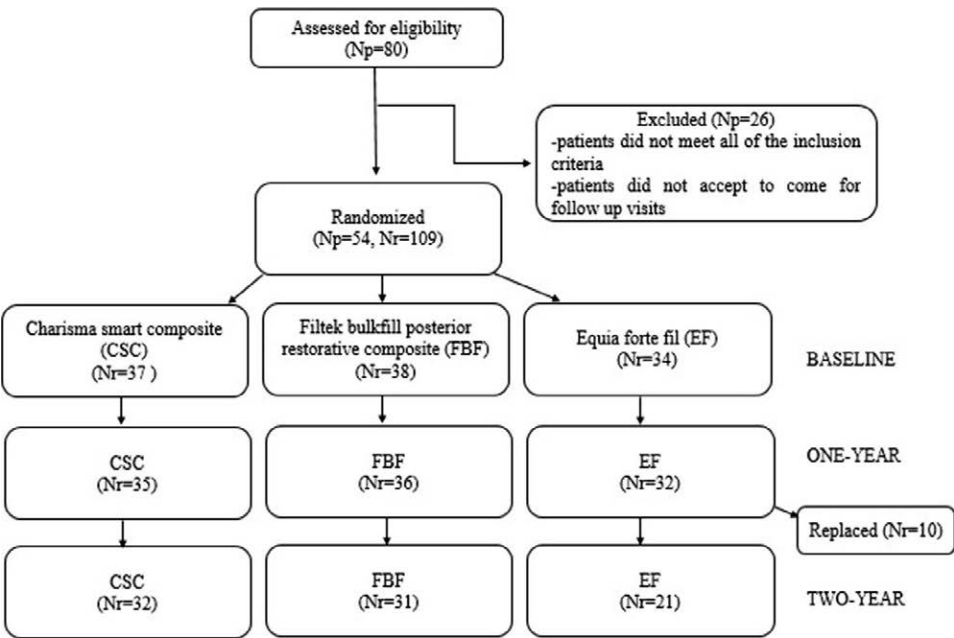 Assessed for eligibility
(Np=80)
Excluded (Np=26)
-patients did not meet all of the inclusion
criteria
-patients did not accept to come for
follow up visits
Randomized
(Np=54, Nr=109)
Charisma smart composite
(CSC)
(Nr=37 )
Filtek bulkfill posterior
restorative composite (FBF)
(Nr=38)
Equia forte fil (EF)
(Nr=34)
BASELINE
CSC
(Nr=35)
FBF
(Nr=36)
EF
(Nr=32)
ONE-YEAR
Replaced (Nr=10)
CSC
(Nr=32)
FBF
(Nr=31)
EF
(Nr=21)
TWO-YEAR